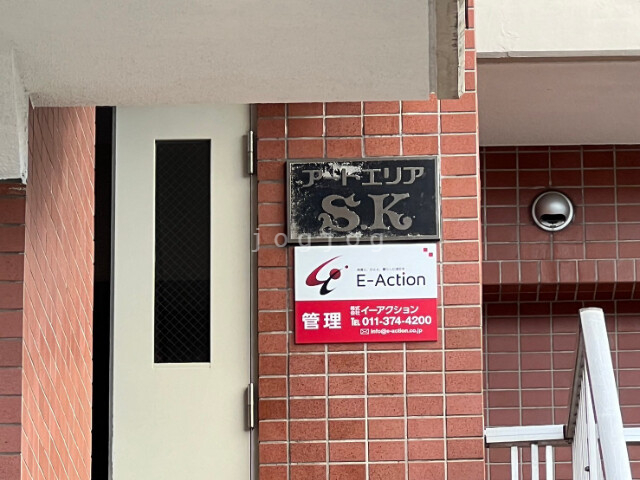 アートエリア
S.K
joolog
E-Action
管理
株式会社イーアクション
TEL 011-374-4200
info@e-action.co.jp